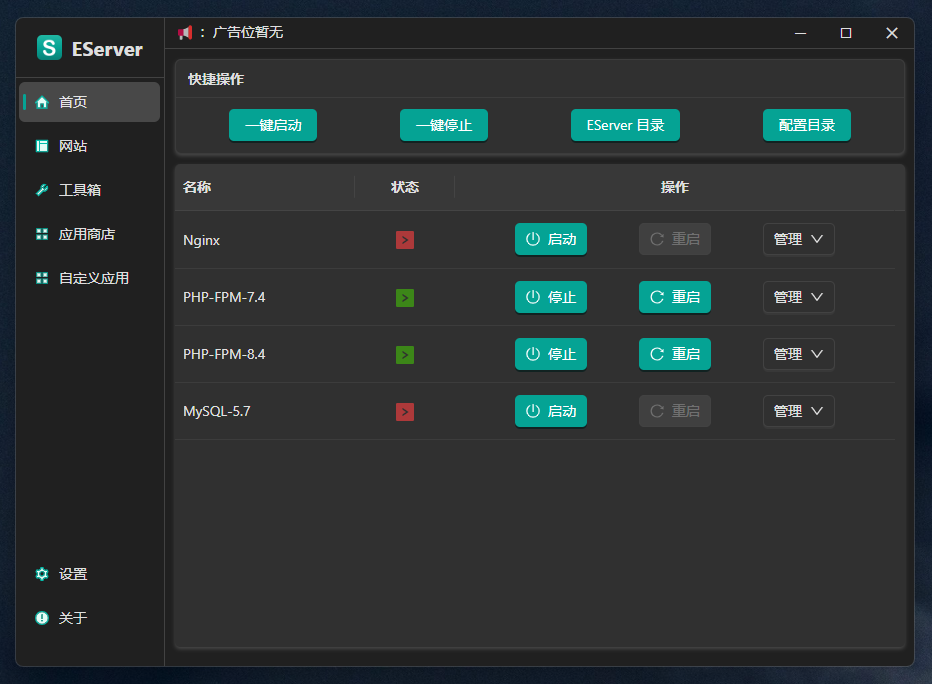 S EServer
：广告位暂无
首页
网站
工具箱
应用商店
自定义应用
设置
关于
快捷操作
一键启动 一键停止 EServer 目录 配置目录
名称 状态 操作
Nginx 启动 重启 管理
PHP-FPM-7.4 停止 重启 管理
PHP-FPM-8.4 停止 重启 管理
MySQL-5.7 启动 重启 管理